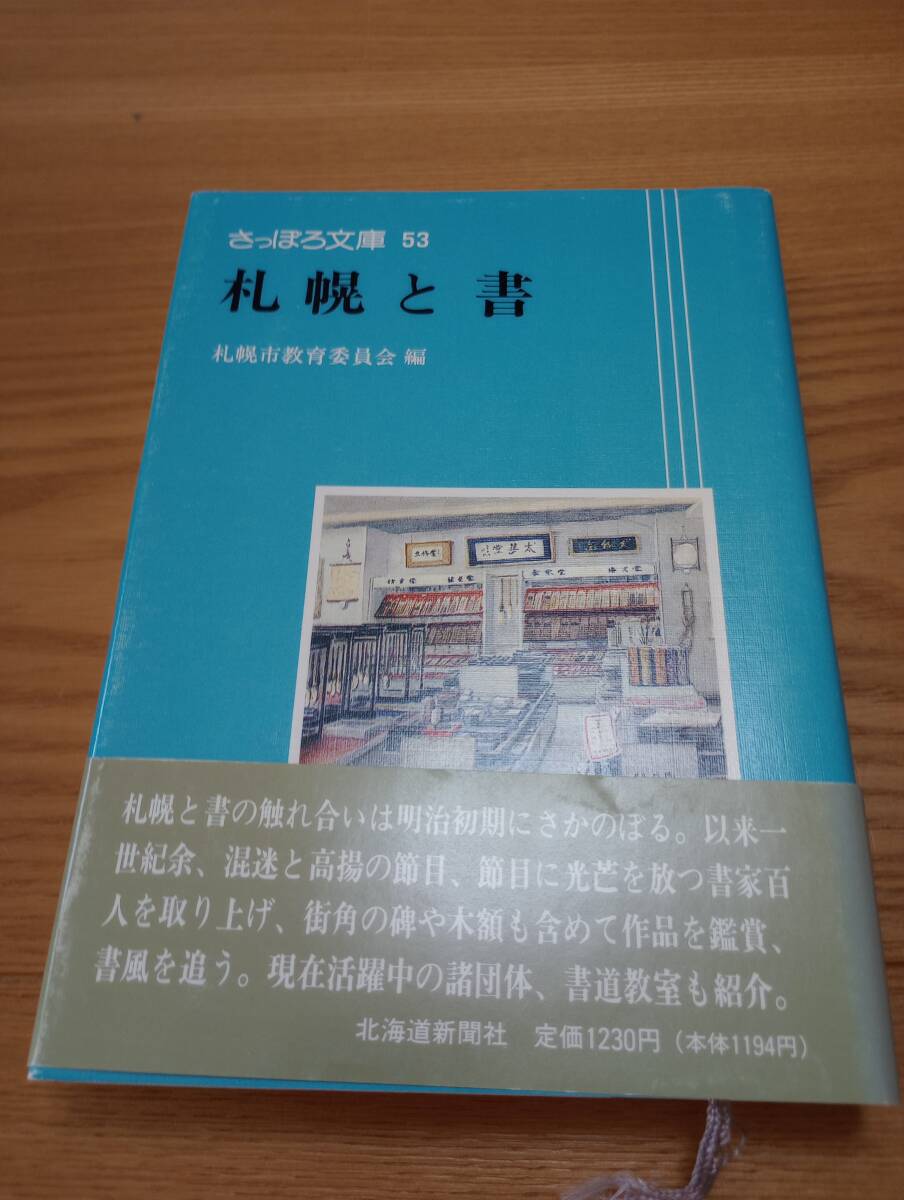 さっぽろ文庫 53
札幌と書
札幌市教育委員会 編
札幌と書の触れ合いは明治初期にさかのぼる。以来一
世紀余、混迷と高揚の節目、節目に光芒を放つ書家百
人を取り上げ、街角の碑や木額も含めて作品を鑑賞、
書風を追う。現在活躍中の諸団体、書道教室も紹介。
北海道新聞社 定価1230円（本体1194円）